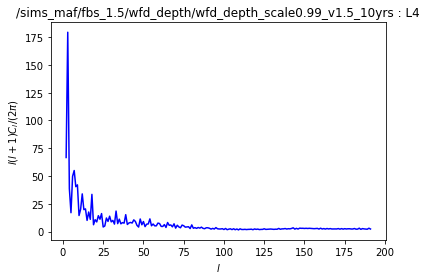 /sims_maf/fbs_1.5/wfd_depth/wfd_depth_scale0.99_v1.5_10yrs : L4
175
150
125
100
75
50
25
0
l(l + 1)Cₗ/(2π)
0 25 50 75 100 125 150 175 200
l